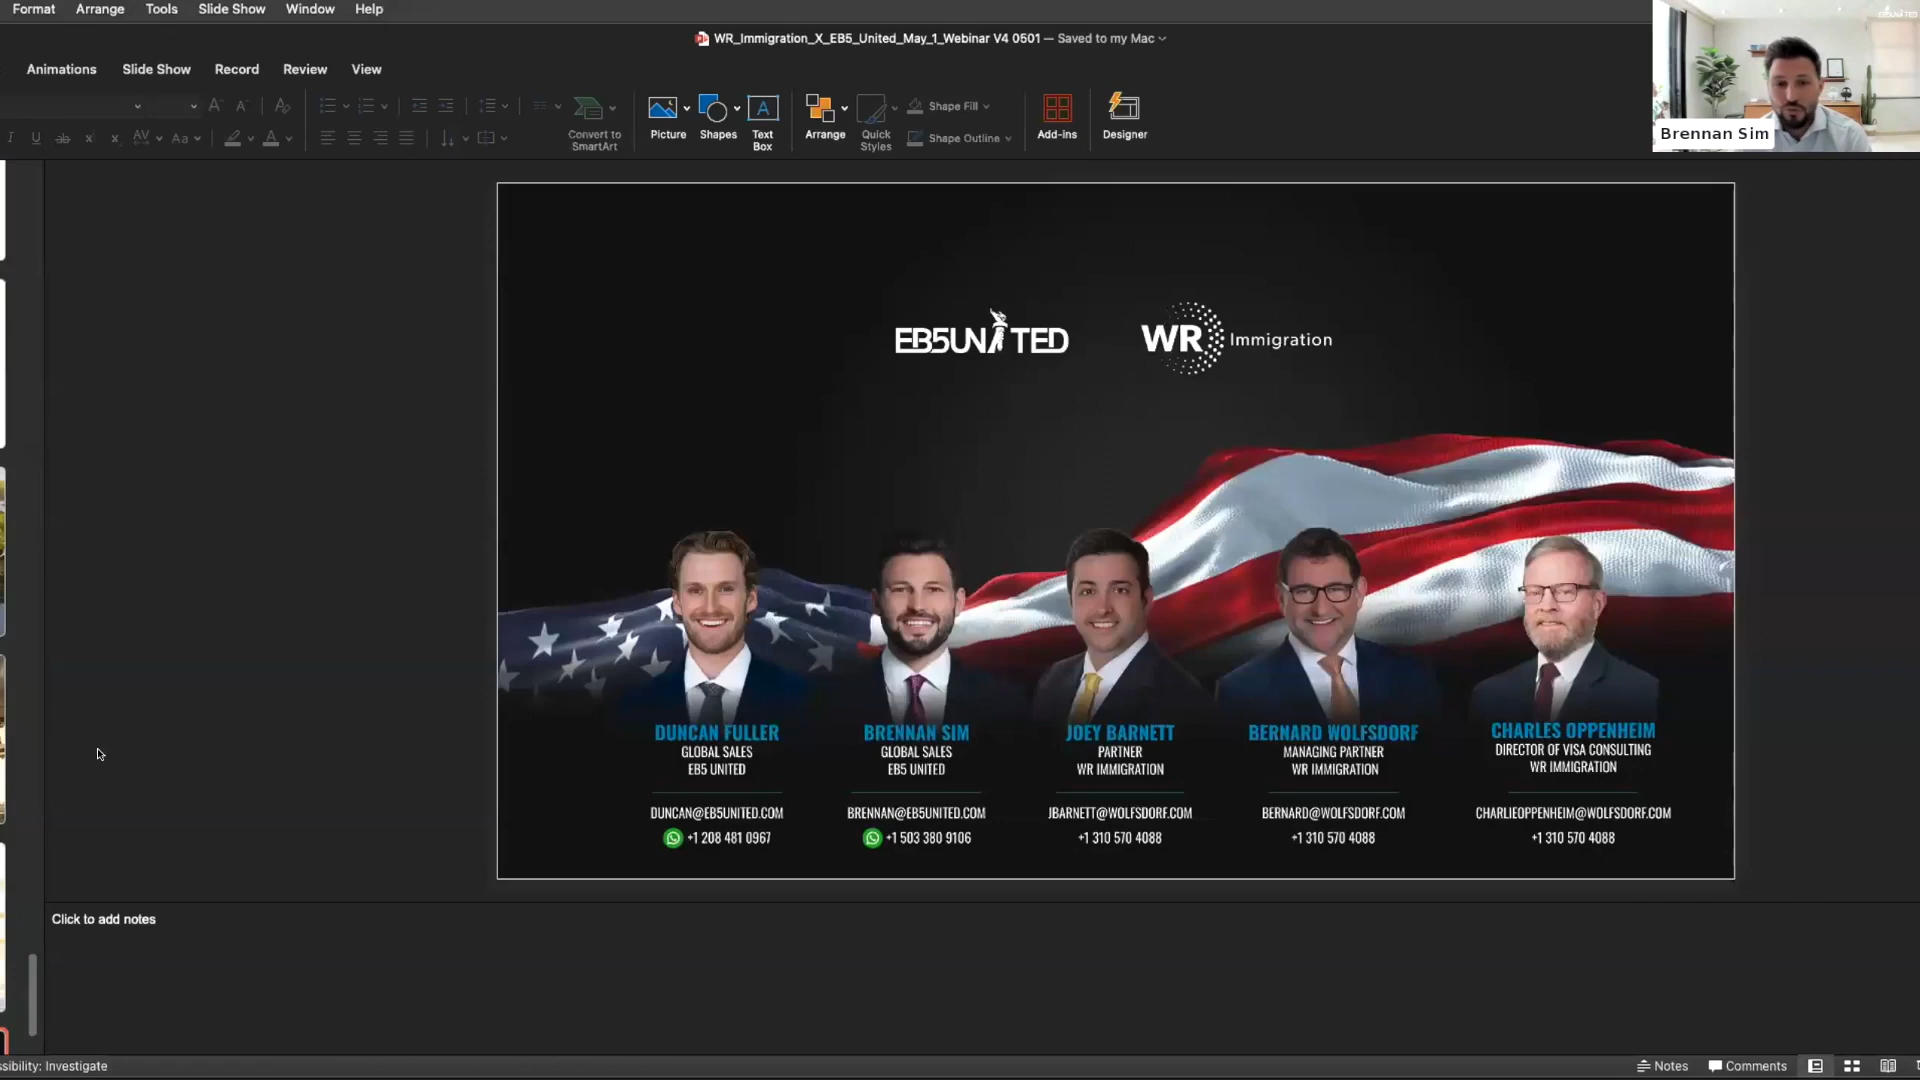 Format Arrange Tools Slide Show Window Help
WR_Immigration_X_EB5_United_May_1_Webinar V4 0501 — Saved to my Mac
Animations Slide Show Record Review View
Convert to SmartArt
Picture
Shapes
Text Box
Arrange
Quick Styles
Shape Fill
Shape Outline
Add-ins
Designer
Brennan Sim
EB5UNITED
WR Immigration
DUNCAN FULLER
GLOBAL SALES
EB5 UNITED
DUNCAN@EB5UNITED.COM
+1 208 481 0967
BRENNAN SIM
GLOBAL SALES
EB5 UNITED
BRENNAN@EB5UNITED.COM
+1 503 380 9106
JOEY BARNETT
PARTNER
WR IMMIGRATION
JBARNETT@WOLFSDORF.COM
+1 310 570 4088
BERNARD WOLFSDORF
MANAGING PARTNER
WR IMMIGRATION
BERNARD@WOLFSDORF.COM
+1 310 570 4088
CHARLES OPPENHEIM
DIRECTOR OF VISA CONSULTING
WR IMMIGRATION
CHARLIEOPPENHEIM@WOLFSDORF.COM
+1 310 570 4088
Click to add notes
sibility: Investigate
Notes Comments